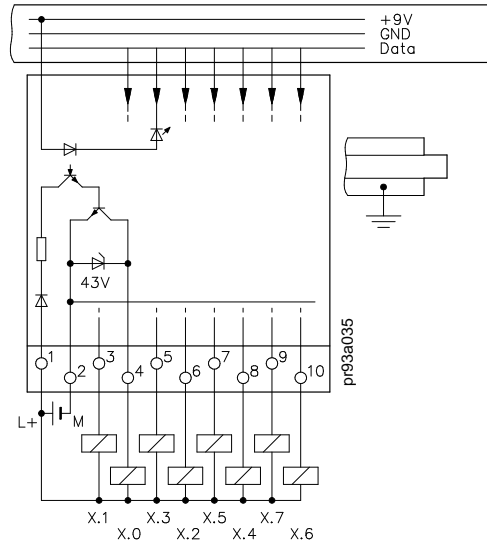 +9V
GND
Data
43V
1 3 5 7 9
2 4 6 8 10
L+ M
X.1 X.3 X.5 X.7
X.0 X.2 X.4 X.6
pr93a035